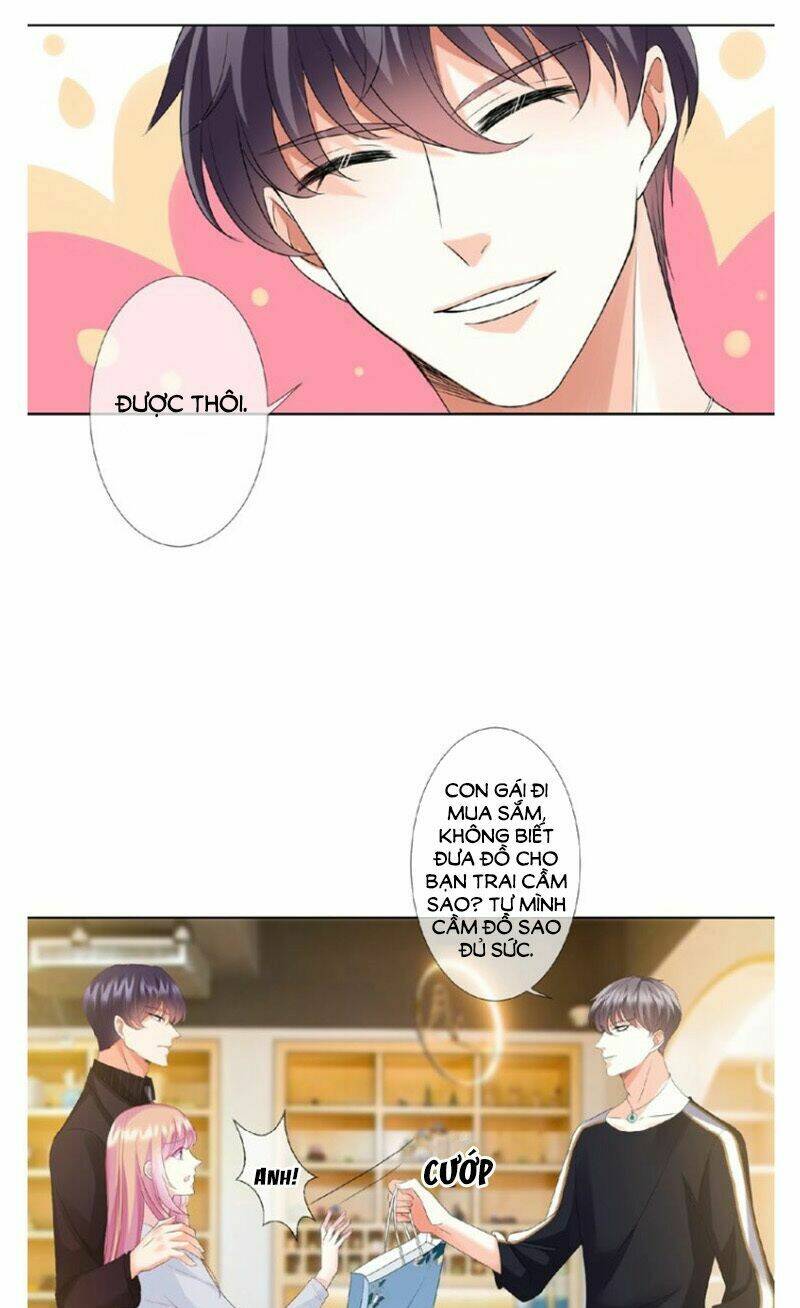 ĐƯỢC THÔI.
CON GÁI ĐI
MUA SẮM,
KHÔNG BIẾT
ĐƯA ĐỒ CHO
BẠN TRAI CẦM
SAO? TỰ MÌNH
CẦM ĐỒ SAO
ĐỦ SỨC.
ANH!
CƯỚP